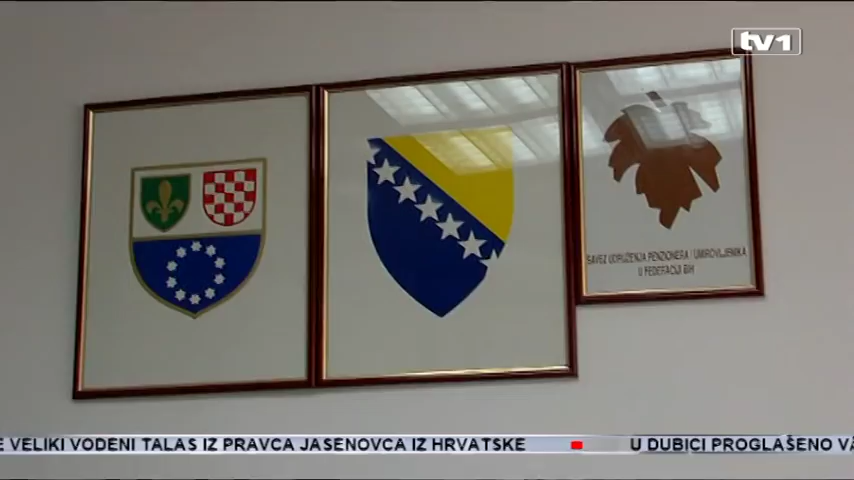 tv1
SAVEZ UDRUŽENJA PENZIONERA / UMIROVLJENIKA
U FEDERACIJI BIH
VELIKI VODENI TALAS IZ PRAVCA JASENOVCA IZ HRVATSKE
U DUBICI PROGLAŠENO